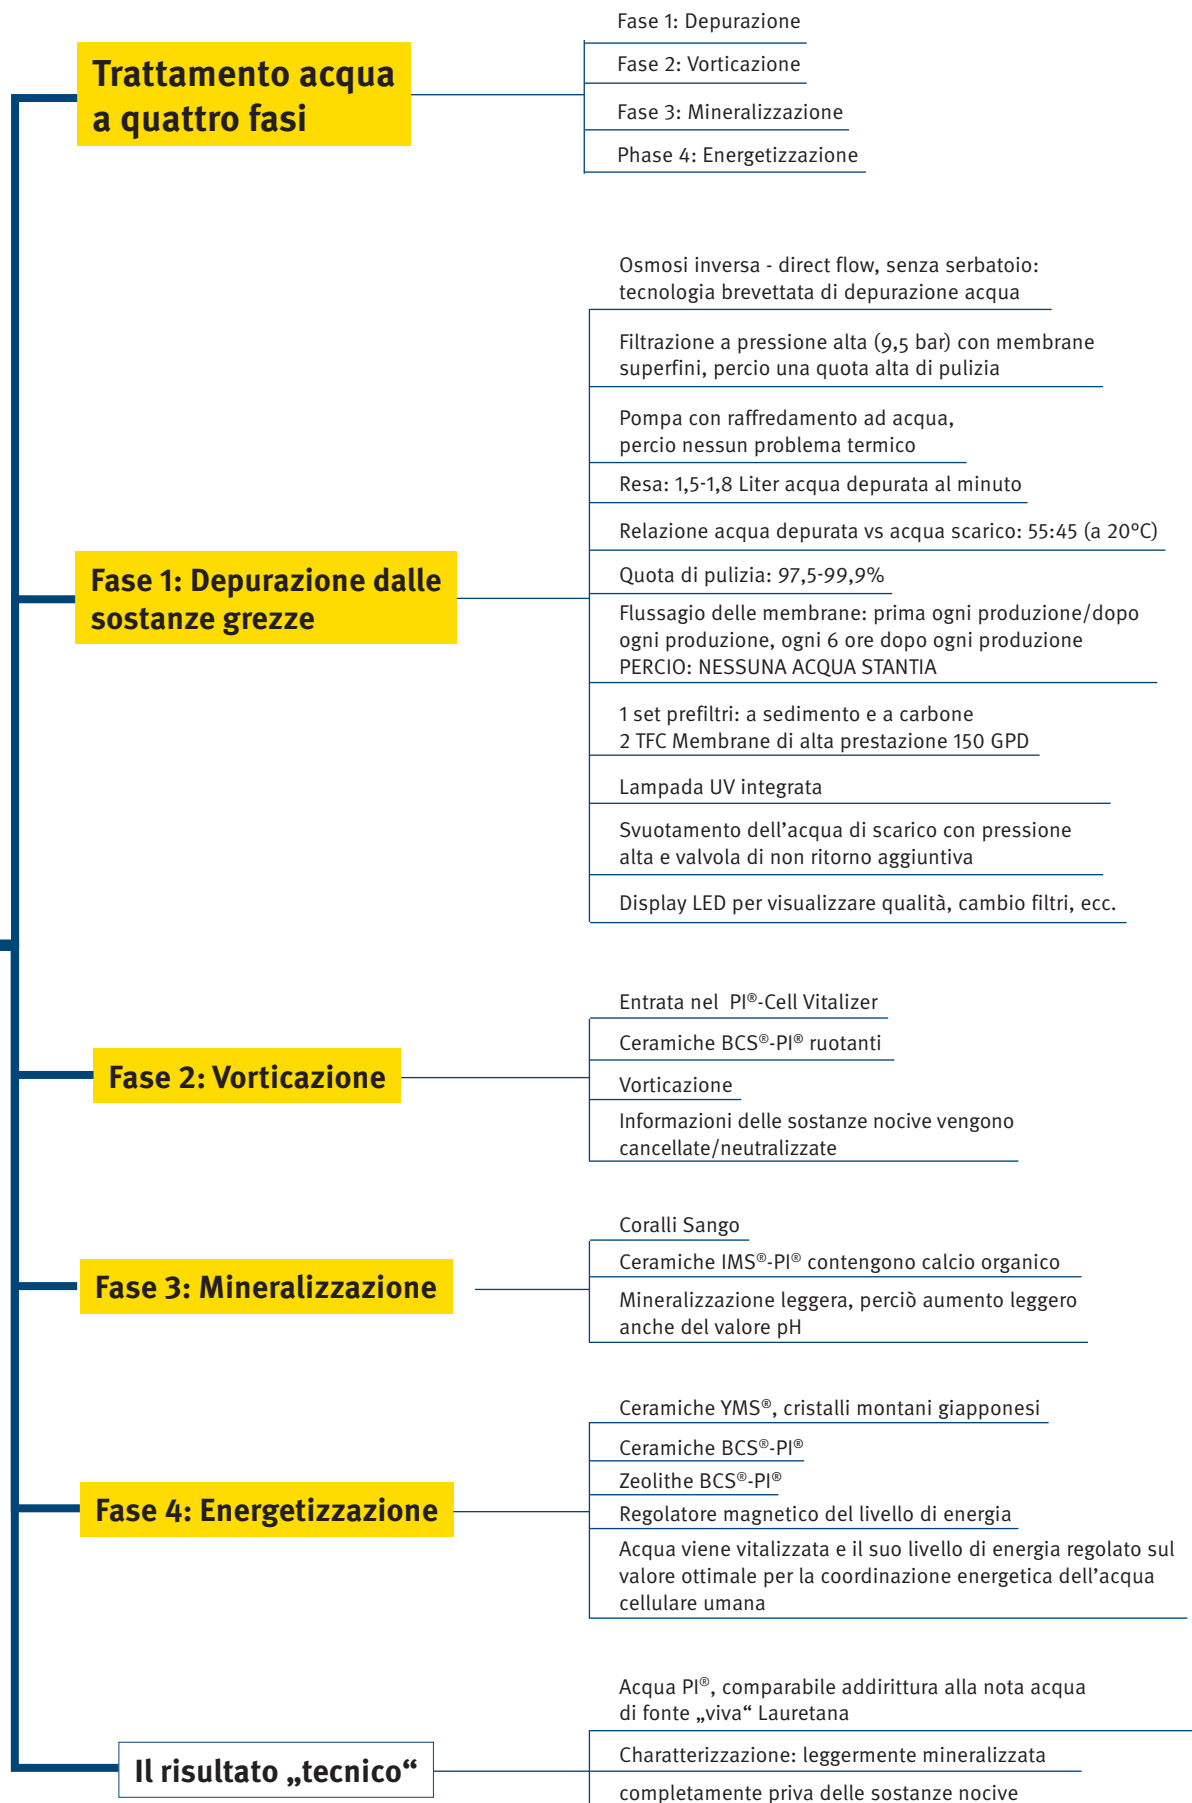 Trattamento acqua
a quattro fasi
Fase 1: Depurazione
Fase 2: Vorticazione
Fase 3: Mineralizzazione
Phase 4: Energetizzazione
Fase 1: Depurazione dalle
sostanze grezze
Osmosi inversa - direct flow, senza serbatoio:
tecnologia brevettata di depurazione acqua
Filtrazione a pressione alta (9,5 bar) con membrane
superfini, percio una quota alta di pulizia
Pompa con raffredamento ad acqua,
percio nessun problema termico
Resa: 1,5-1,8 Liter acqua depurata al minuto
Relazione acqua depurata vs acqua scarico: 55:45 (a 20°C)
Quota di pulizia: 97,5-99,9%
Flussagio delle membrane: prima ogni produzione/dopo
ogni produzione, ogni 6 ore dopo ogni produzione
PERCIO: NESSUNA ACQUA STANTIA
1 set prefiltri: a sedimento e a carbone
2 TFC Membrane di alta prestazione 150 GPD
Lampada UV integrata
Svuotamento dell’acqua di scarico con pressione
alta e valvola di non ritorno aggiuntiva
Display LED per visualizzare qualità, cambio filtri, ecc.
Fase 2: Vorticazione
Entrata nel PI®-Cell Vitalizer
Ceramiche BCS®-PI® ruotanti
Vorticazione
Informazioni delle sostanze nocive vengono
cancellate/neutralizzate
Fase 3: Mineralizzazione
Coralli Sango
Ceramiche IMS®-PI® contengono calcio organico
Mineralizzazione leggera, perciò aumento leggero
anche del valore pH
Fase 4: Energetizzazione
Ceramiche YMS®, cristalli montani giapponesi
Ceramiche BCS®-PI®
Zeolithe BCS®-PI®
Regolatore magnetico del livello di energia
Acqua viene vitalizzata e il suo livello di energia regolato sul
valore ottimale per la coordinazione energetica dell’acqua
cellulare umana
Il risultato „tecnico“
Acqua PI®, comparabile addirittura alla nota acqua
di fonte „viva“ Lauretana
Charatterizzazione: leggermente mineralizzata
completamente priva delle sostanze nocive